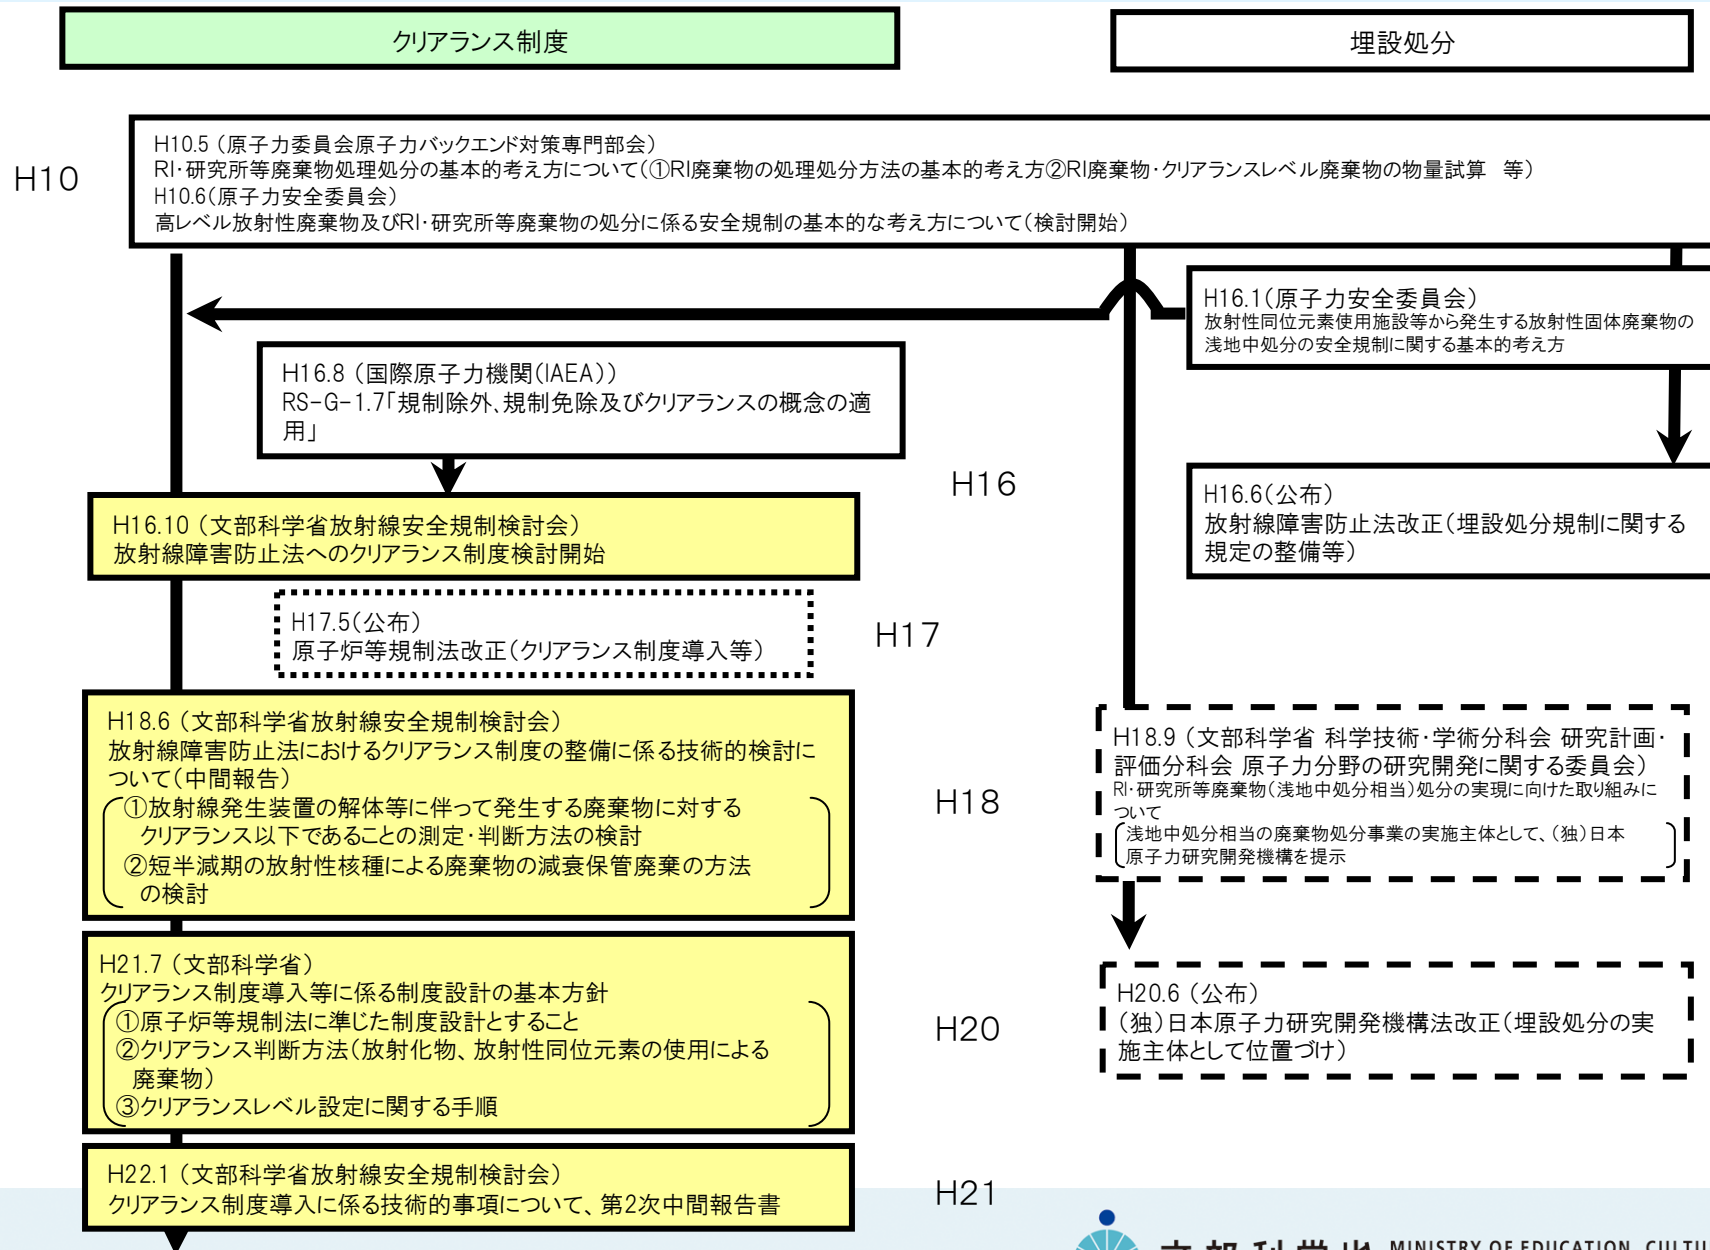 クリアランス制度
埋設処分
H10
H10.5 (原子力委員会原子力バックエンド対策専門部会)
RI・研究所等廃棄物処理処分の基本的考え方について(①RI廃棄物の処理処分方法の基本的考え方②RI廃棄物・クリアランスレベル廃棄物の物量試算 等)
H10.6(原子力安全委員会)
高レベル放射性廃棄物及びRI・研究所等廃棄物の処分に係る安全規制の基本的な考え方について(検討開始)
H16.1(原子力安全委員会)
放射性同位元素使用施設等から発生する放射性固体廃棄物の
浅地中処分の安全規制に関する基本的考え方
H16.8 (国際原子力機関(IAEA))
RS-G-1.7「規制除外、規制免除及びクリアランスの概念の適
用」
H16
H16.6(公布)
放射線障害防止法改正(埋設処分規制に関する
規定の整備等)
H16.10 (文部科学省放射線安全規制検討会)
放射線障害防止法へのクリアランス制度検討開始
H17.5(公布)
原子炉等規制法改正(クリアランス制度導入等)
H17
H18.6 (文部科学省放射線安全規制検討会)
放射線障害防止法におけるクリアランス制度の整備に係る技術的検討に
ついて(中間報告)
①放射線発生装置の解体等に伴って発生する廃棄物に対する
クリアランス以下であることの測定・判断方法の検討
②短半減期の放射性核種による廃棄物の減衰保管廃棄の方法
の検討
H18
H18.9 (文部科学省 科学技術・学術分科会 研究計画・
評価分科会 原子力分野の研究開発に関する委員会)
RI・研究所等廃棄物(浅地中処分相当)処分の実現に向けた取り組みに
ついて
浅地中処分相当の廃棄物処分事業の実施主体として、(独)日本
原子力研究開発機構を提示
H21.7 (文部科学省)
クリアランス制度導入等に係る制度設計の基本方針
①原子炉等規制法に準じた制度設計とすること
②クリアランス判断方法(放射化物、放射性同位元素の使用による
廃棄物)
③クリアランスレベル設定に関する手順
H20
H20.6 (公布)
(独)日本原子力研究開発機構法改正(埋設処分の実
施主体として位置づけ)
H22.1 (文部科学省放射線安全規制検討会)
クリアランス制度導入に係る技術的事項について、第2次中間報告書
H21
文部科学省 MINISTRY OF EDUCATION, CULTU